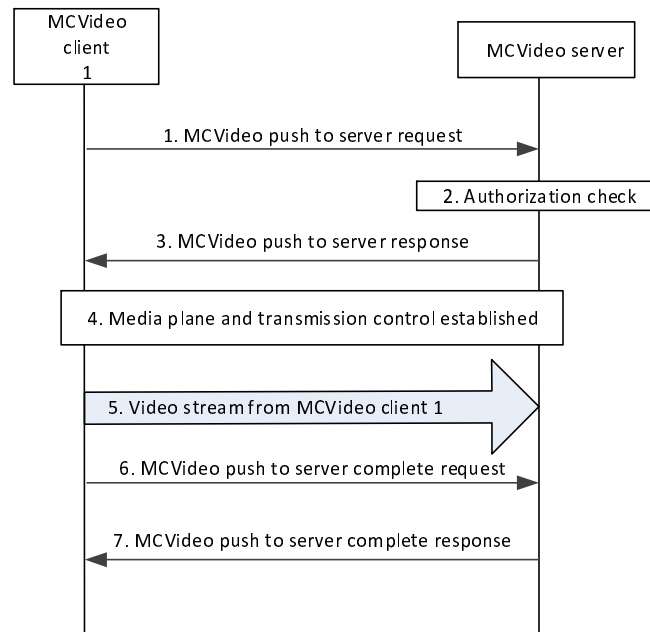 MCVideo
client
1
MCVideo server
1. MCVideo push to server request
2. Authorization check
3. MCVideo push to server response
4. Media plane and transmission control established
5. Video stream from MCVideo client 1
6. MCVideo push to server complete request
7. MCVideo push to server complete response